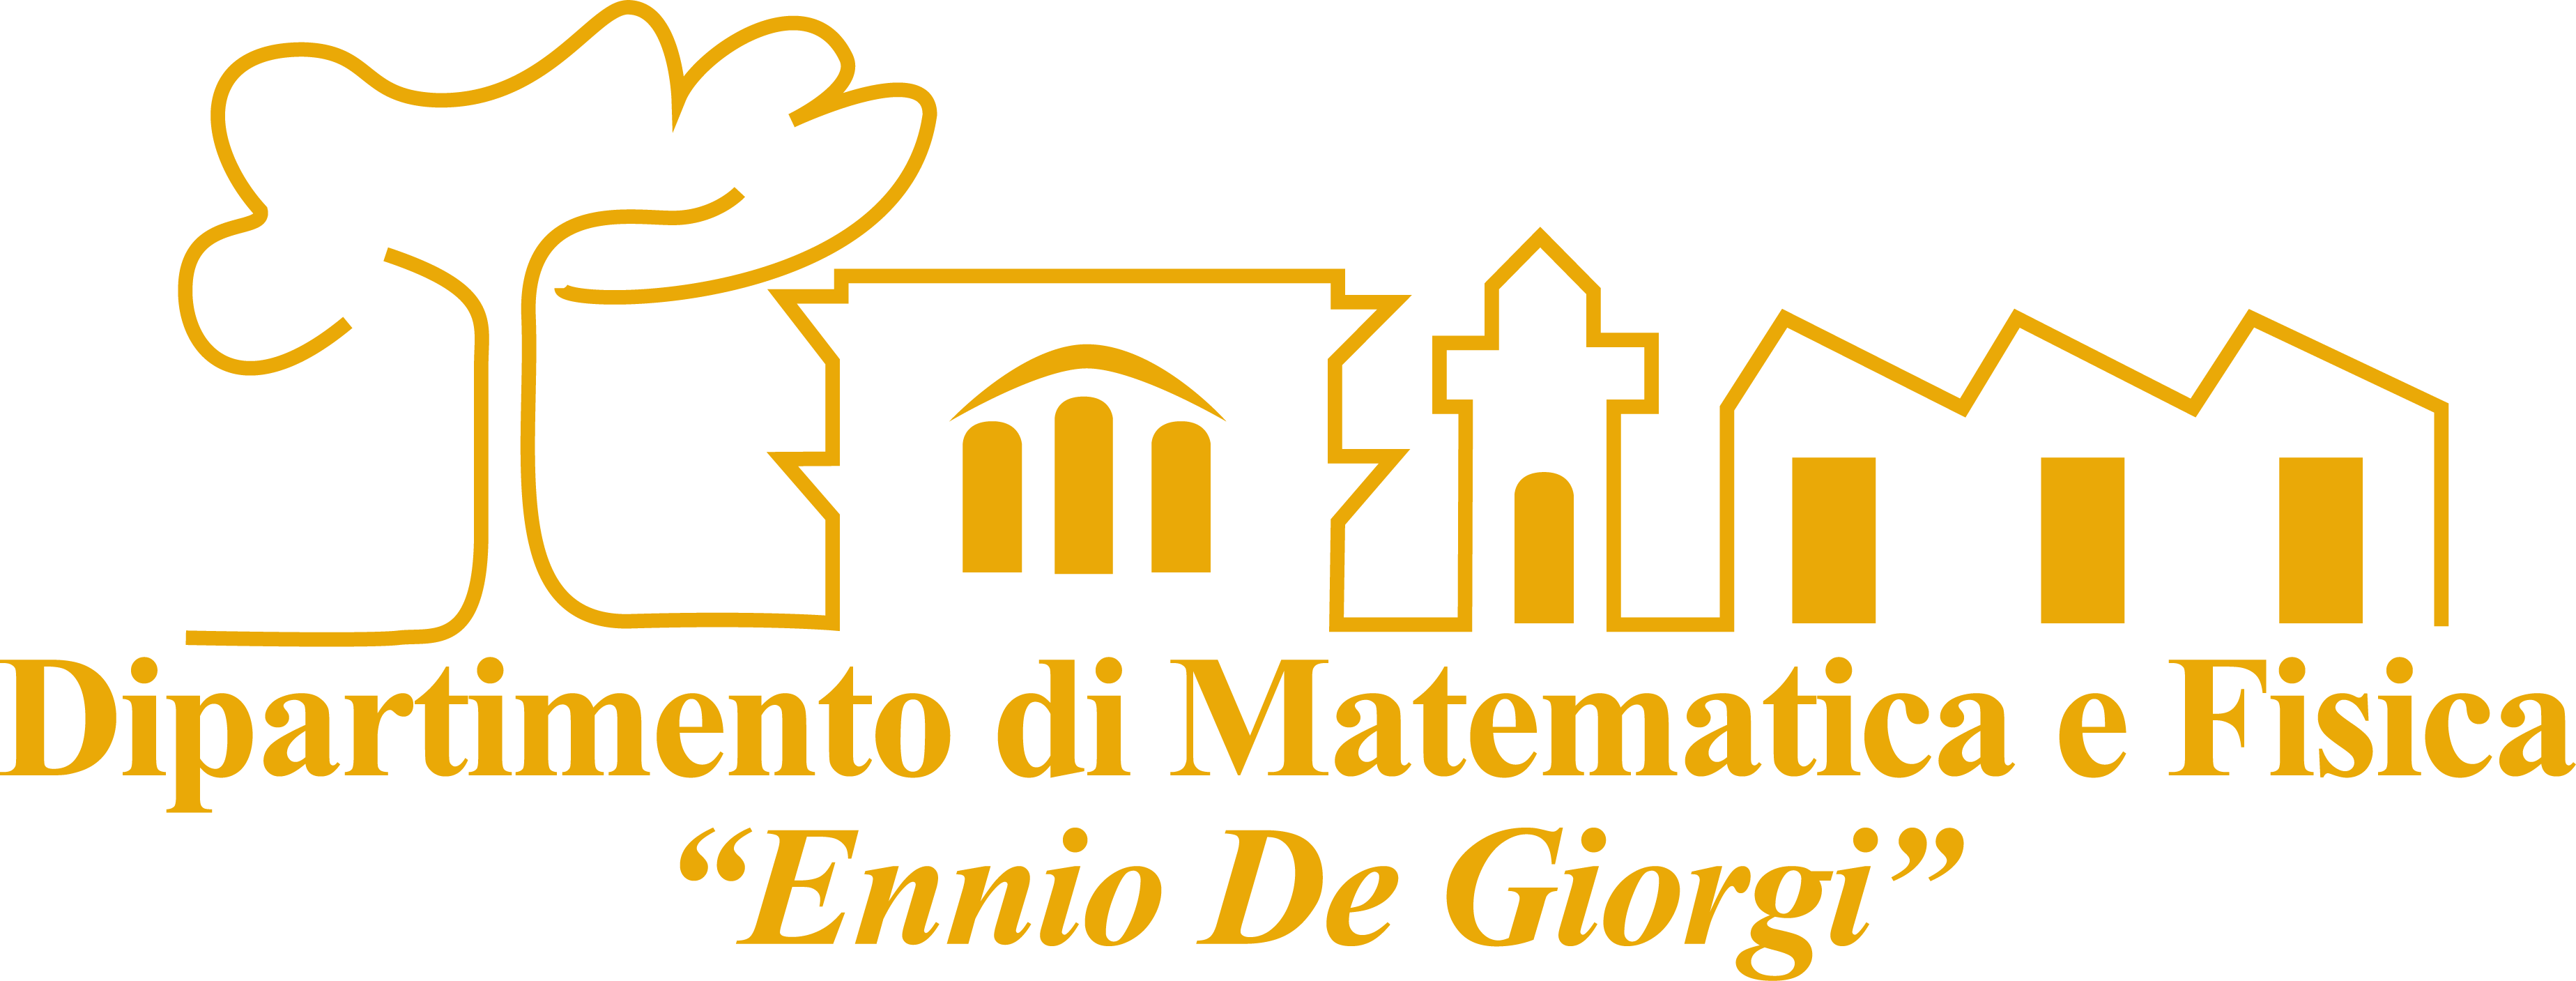 Dipartimento di Matematica e Fisica
“Ennio De Giorgi”